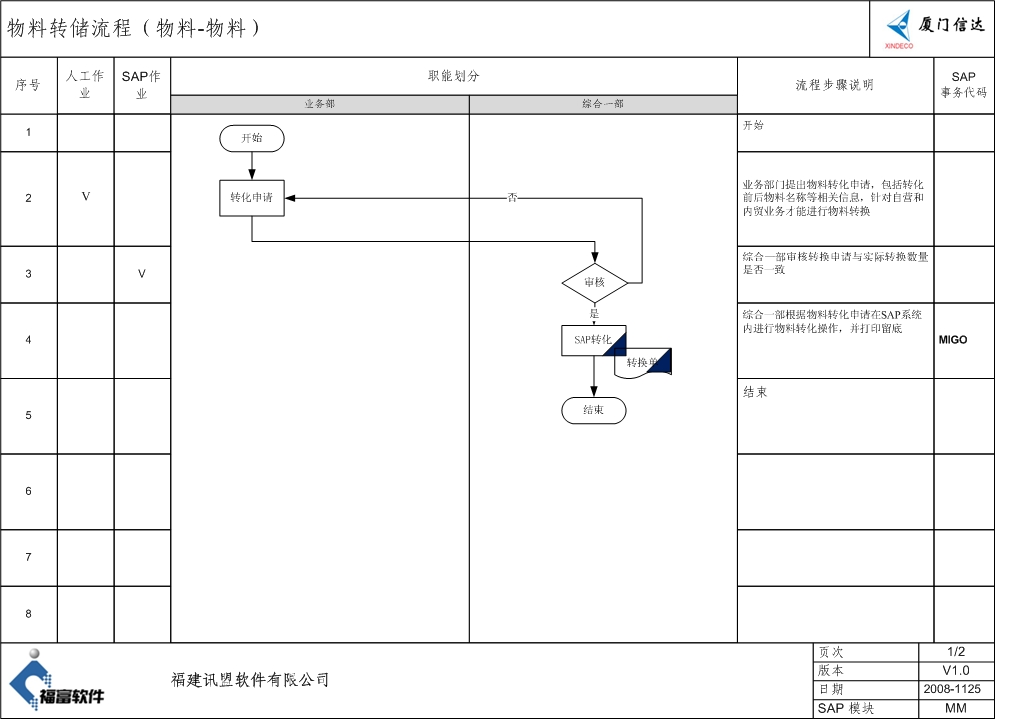 物料转储流程（物料-物料）
厦门信达
XINDECO
序号
人工作
业
SAP作
业
职能划分
业务部
综合一部
流程步骤说明
SAP
事务代码
1
开始
开始
2
V
转化申请
否
业务部门提出物料转化申请，包括转化
前后物料名称等相关信息，针对自营和
内贸业务才能进行物料转换
3
V
审核
是
综合一部审核转换申请与实际转换数量
是否一致
4
SAP转化
转换单
综合一部根据物料转化申请在SAP系统
内进行物料转化操作，并打印留底
MIGO
5
结束
结束
6
7
8
福富软件
福建讯盟软件有限公司
页次 1/2
版本 V1.0
日期 2008-1125
SAP 模块 MM